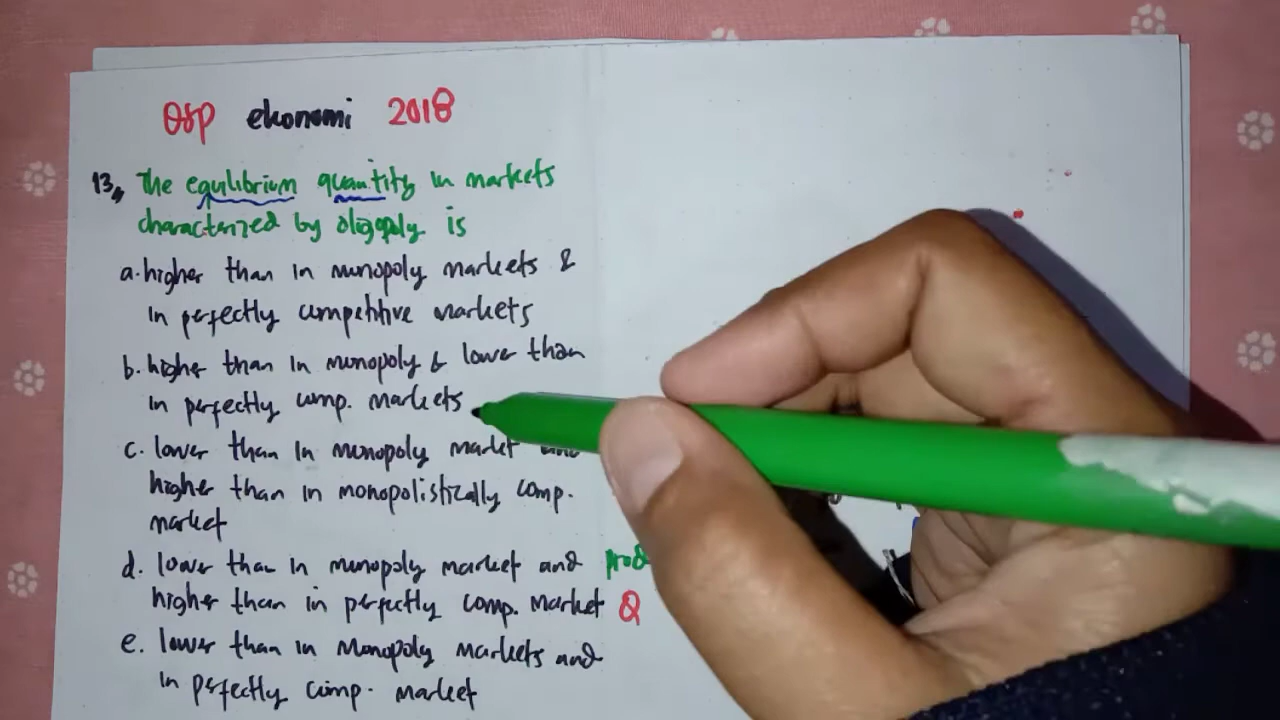 OSP ekonomi 2018
13, The equilibrium quantity in markets
characterized by oligopoly is
a. higher than in monopoly markets &
in perfectly competitive markets
b. higher than in monopoly & lower than
in perfectly comp. markets
c. lower than in monopoly market and
higher than in monopolistically comp.
market
d. lower than in monopoly market and prod
higher than in perfectly comp. market Q
e. lower than in monopoly markets and
in perfectly comp. market